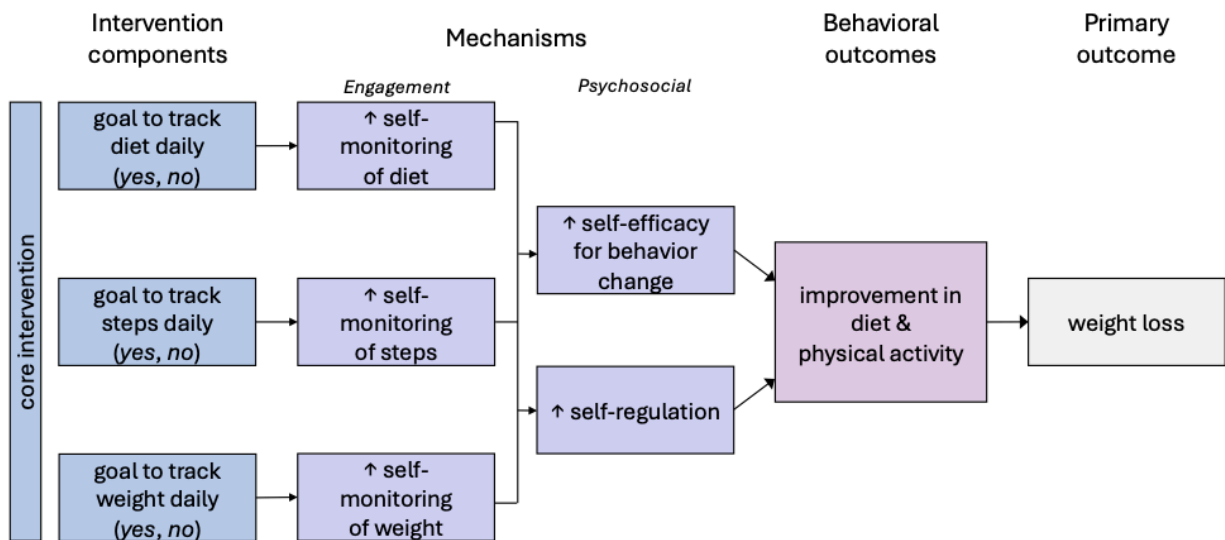 Intervention
components
Mechanisms
Behavioral
outcomes
Primary
outcome
Engagement
Psychosocial
core intervention
goal to track
diet daily
(yes, no)
↑ self-
monitoring
of diet
goal to track
steps daily
(yes, no)
↑ self-
monitoring
of steps
goal to track
weight daily
(yes, no)
↑ self-
monitoring
of weight
↑ self-efficacy
for behavior
change
↑ self-regulation
improvement in
diet &
physical activity
weight loss